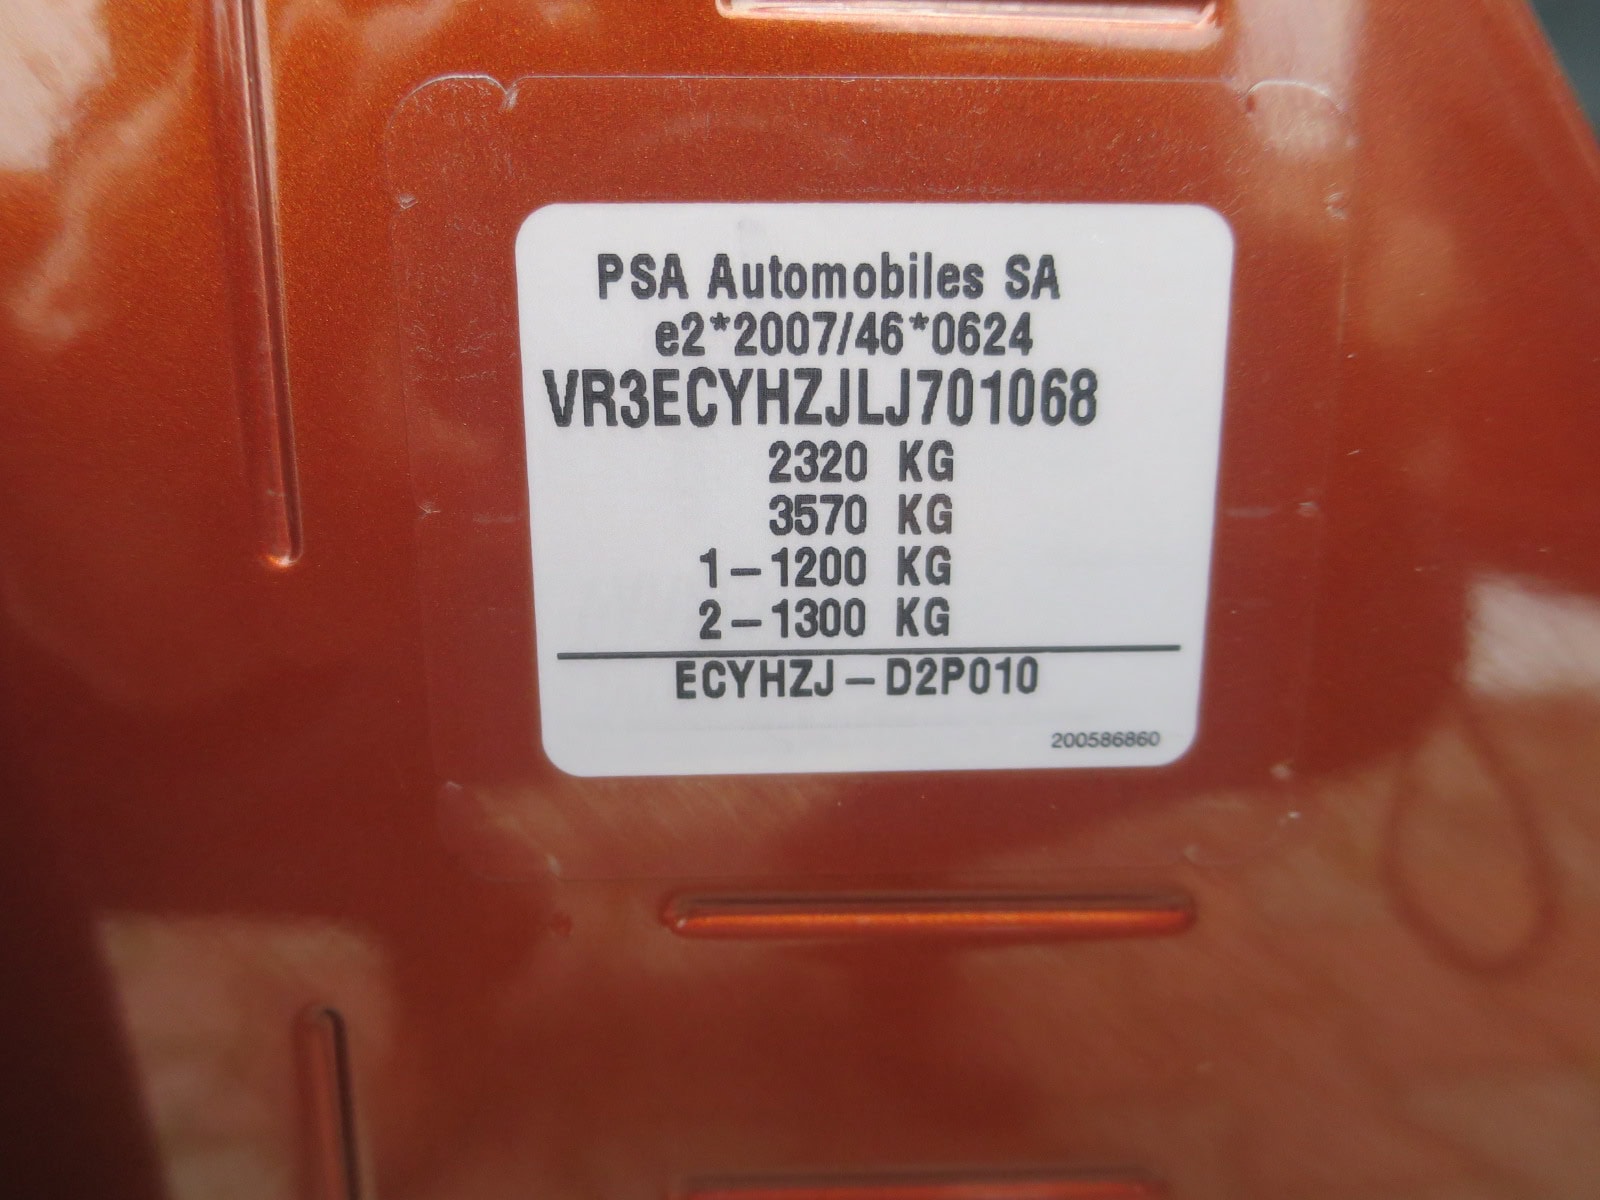 PSA Automobiles SA
e2*2007/46*0624
VR3ECYHZJLJ701068
2320 KG
3570 KG
1-1200 KG
2-1300 KG
ECYHZJ-D2P010
200586860